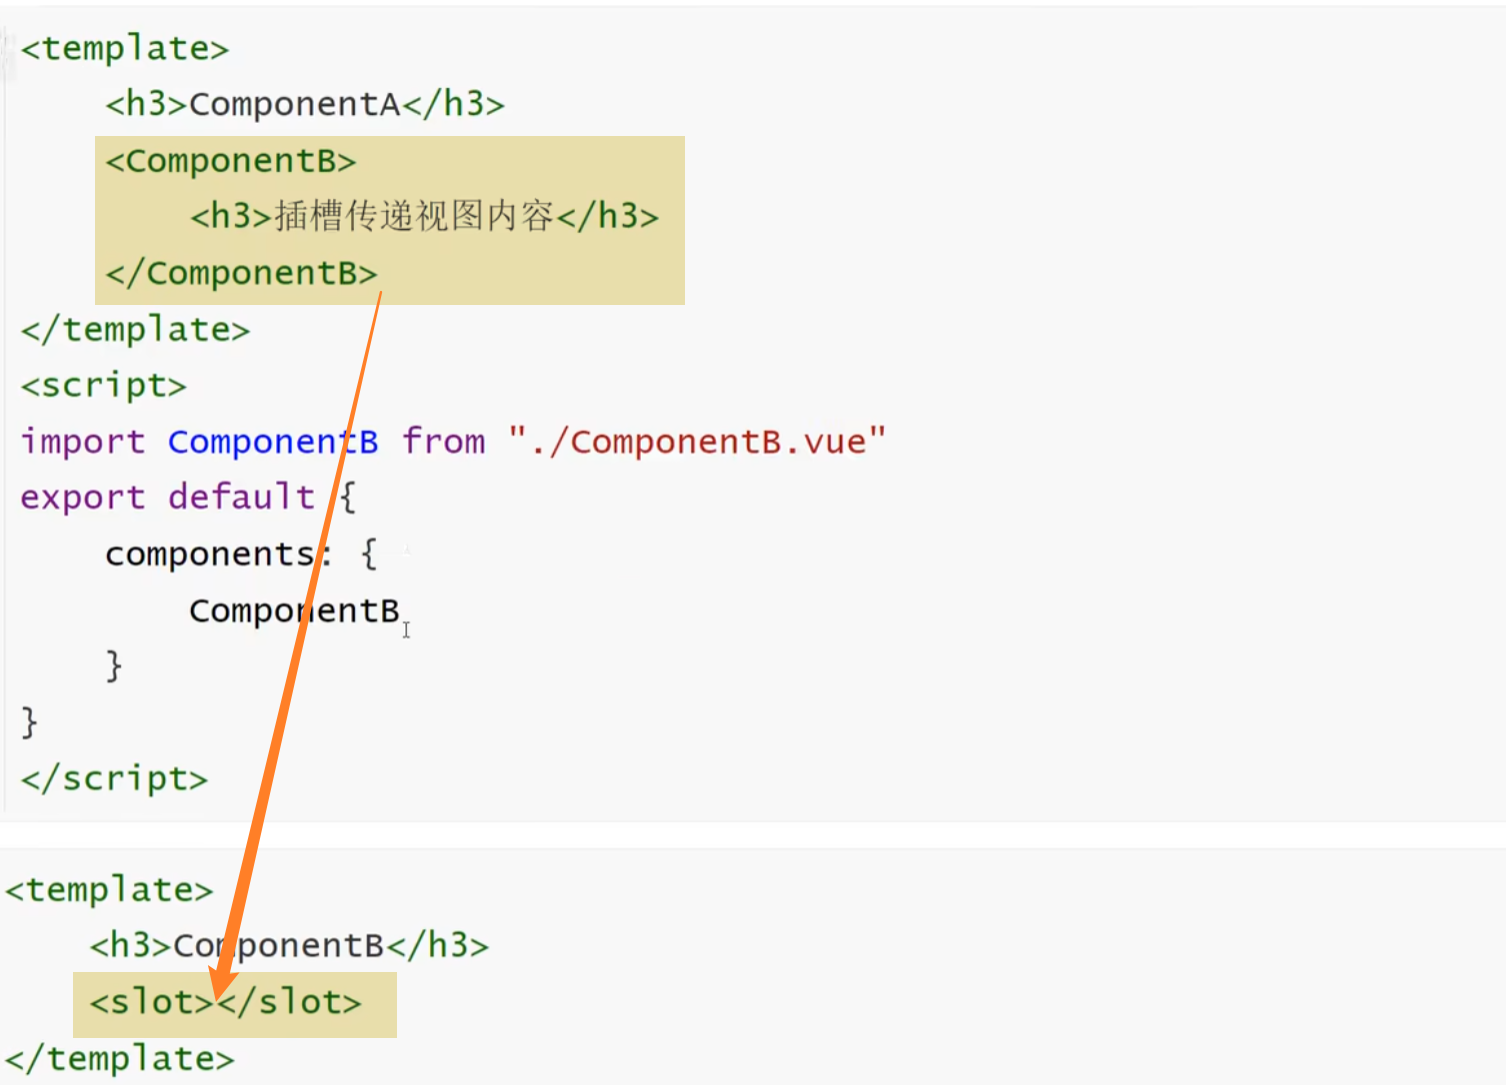 <template>
<h3>ComponentA</h3>
<ComponentB>
<h3>插槽传递视图内容</h3>
</ComponentB>
</template>
<script>
import ComponentB from "./ComponentB.vue"
export default {
components: {
ComponentB
}
}
</script>
<template>
<h3>ComponentB</h3>
<slot></slot>
</template>